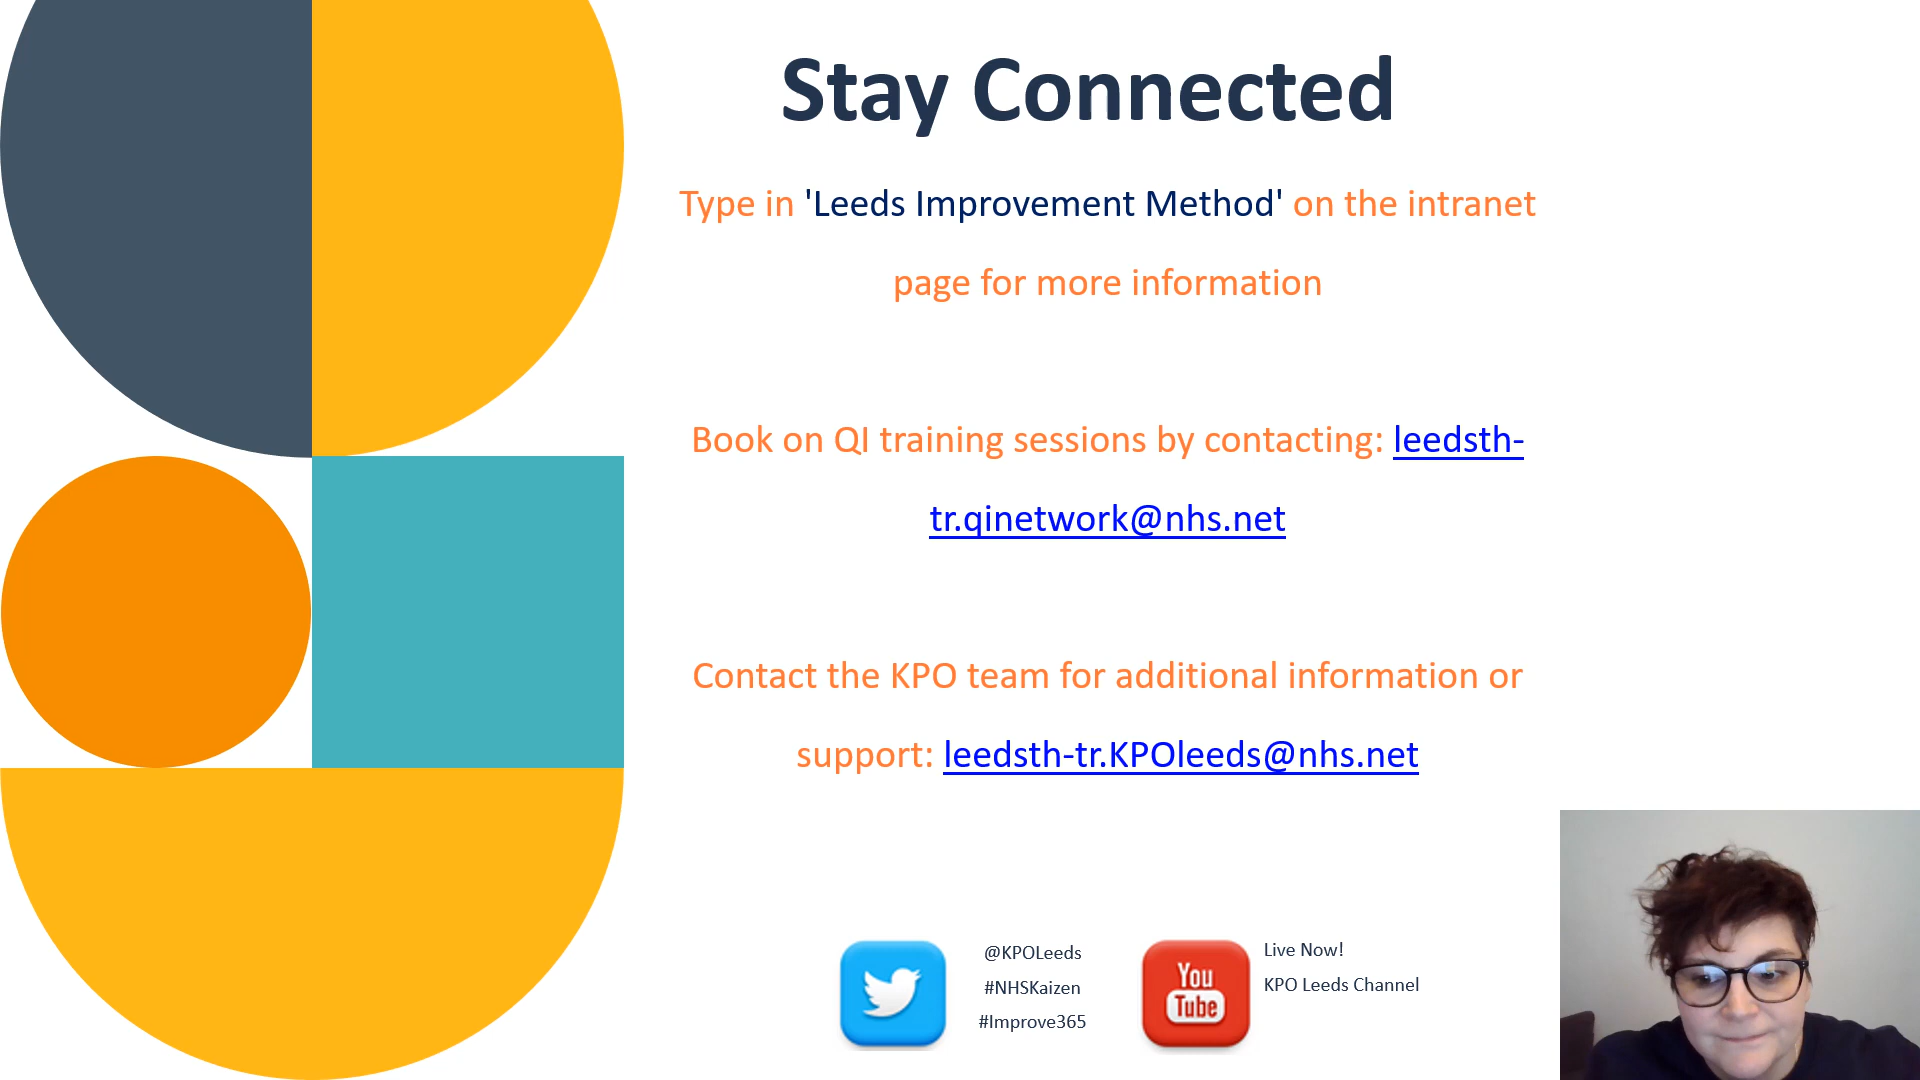 Stay Connected
Type in 'Leeds Improvement Method' on the intranet
page for more information
Book on QI training sessions by contacting: leedsth-
tr.qinetwork@nhs.net
Contact the KPO team for additional information or
support: leedsth-tr.KPOleeds@nhs.net
@KPOLeeds
#NHSKaizen
#Improve365
You
Tube
Live Now!
KPO Leeds Channel